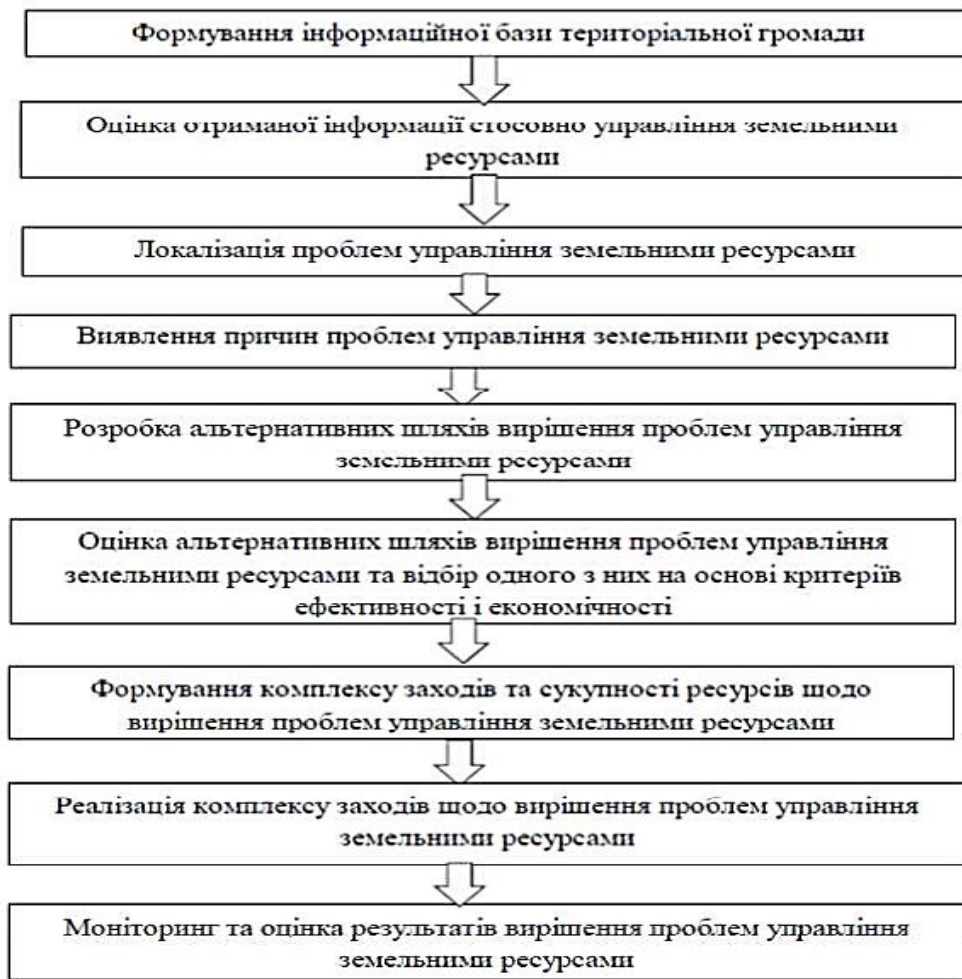 Формування інформаційної бази територіальної громади
Оцінка отриманої інформації стосовно управління земельними
ресурсами
Локалізація проблем управління земельними ресурсами
Виявлення причин проблем управління земельними ресурсами
Розробка альтернативних шляхів вирішення проблем управління
земельними ресурсами
Оцінка альтернативних шляхів вирішення проблем управління
земельними ресурсами та відбір одного з них на основі критеріїв
ефективності і економічності
Формування комплексу заходів та сукупності ресурсів щодо
вирішення проблем управління земельними ресурсами
Реалізація комплексу заходів щодо вирішення проблем управління
земельними ресурсами
Моніторинг та оцінка результатів вирішення проблем управління
земельними ресурсами